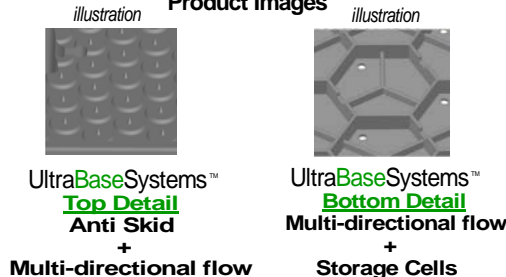 Product Images
illustration
illustration
UltraBaseSystems™
Top Detail
Anti Skid
+
Multi-directional flow
UltraBaseSystems™
Bottom Detail
Multi-directional flow
+
Storage Cells